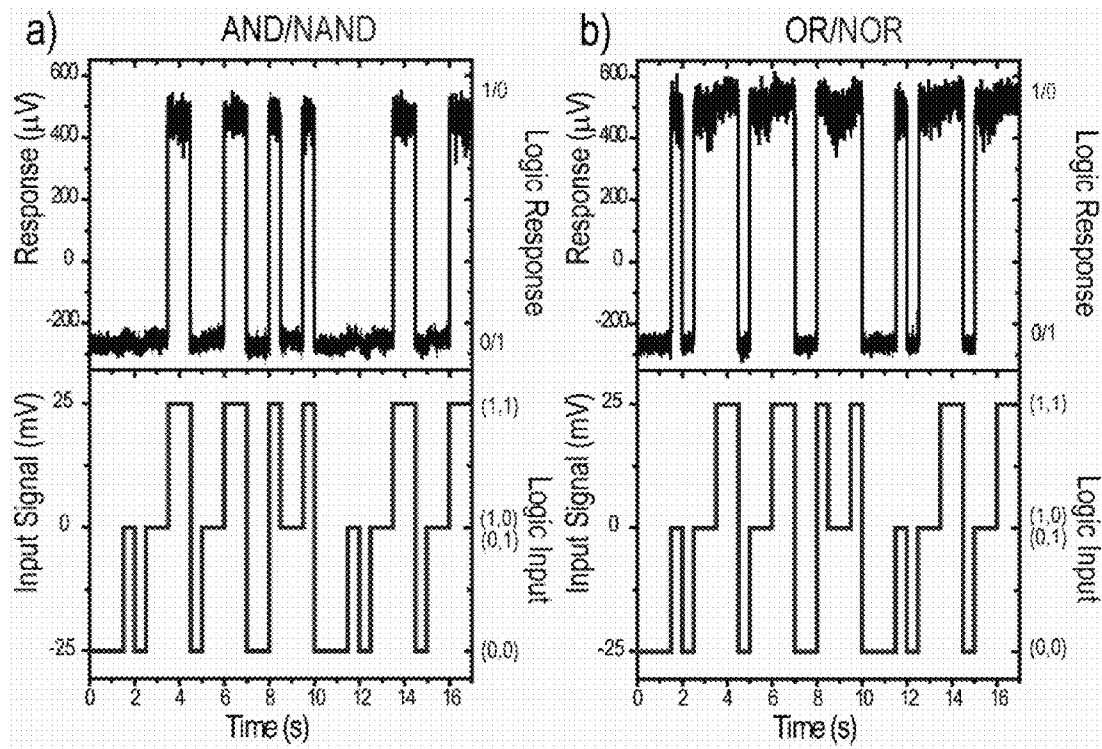 a) AND/NAND
600
400
200
0
-200
Response (µV)
1/0
0/1
Logic Response
25
0
-25
Input Signal (mV)
(1,1)
(1,0)
(0,1)
(0,0)
Logic Input
0 2 4 6 8 10 12 14 16
Time (s)
b) OR/NOR
600
400
200
0
-200
Response (µV)
1/0
0/1
Logic Response
25
0
-25
Input Signal (mV)
(1,1)
(1,0)
(0,1)
(0,0)
Logic Input
0 2 4 6 8 10 12 14 16
Time (s)